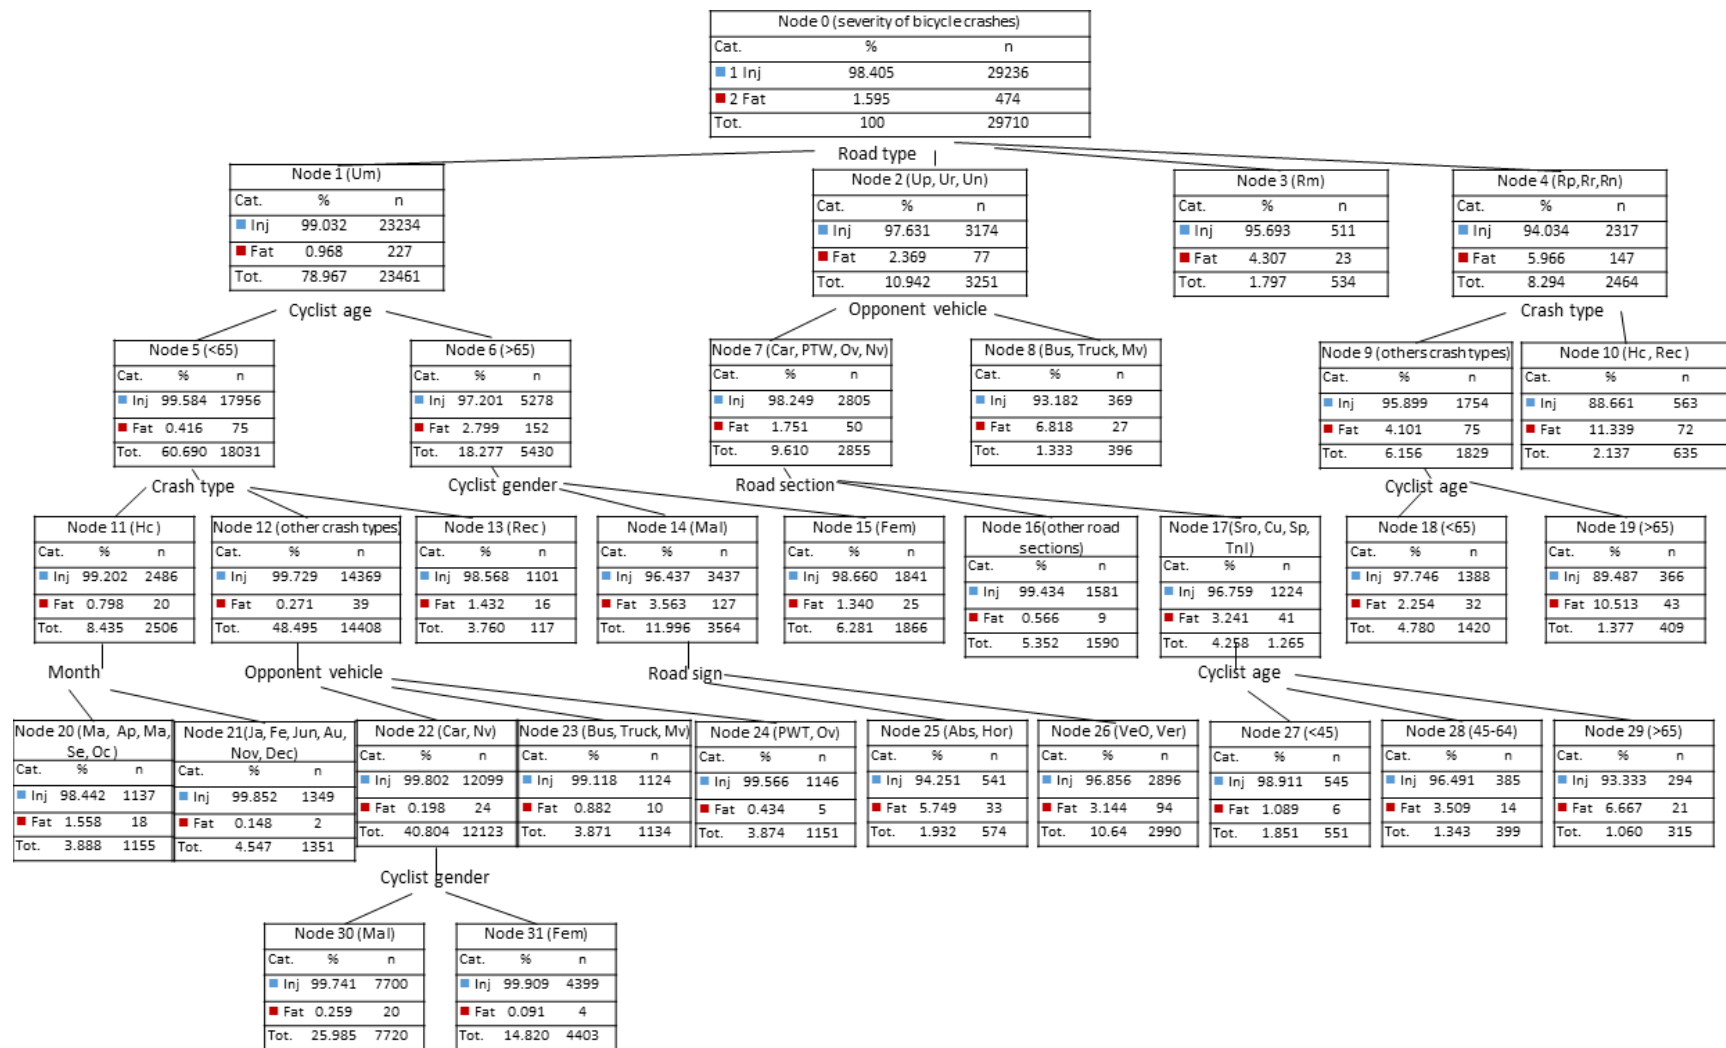 Node 0 (severity of bicycle crashes)
Cat. % n
1 Inj 98.405 29236
2 Fat 1.595 474
Tot. 100 29710
Road type
Node 1 (Um)
Cat. % n
Inj 99.032 23234
Fat 0.968 227
Tot. 78.967 23461
Node 2 (Up, Ur, Un)
Cat. % n
Inj 97.631 3174
Fat 2.369 77
Tot. 10.942 3251
Node 3 (Rm)
Cat. % n
Inj 95.693 511
Fat 4.307 23
Tot. 1.797 534
Node 4 (Rp,Rr,Rn)
Cat. % n
Inj 94.034 2317
Fat 5.966 147
Tot. 8.294 2464
Cyclist age
Opponent vehicle
Crash type
Node 5 (<65)
Cat. % n
Inj 99.584 17956
Fat 0.416 75
Tot. 60.690 18031
Node 6 (>65)
Cat. % n
Inj 97.201 5278
Fat 2.799 152
Tot. 18.277 5430
Node 7 (Car, PTW, Ov, Nv)
Cat. % n
Inj 98.249 2805
Fat 1.751 50
Tot. 9.610 2855
Node 8 (Bus, Truck, Mv)
Cat. % n
Inj 93.182 369
Fat 6.818 27
Tot. 1.333 396
Node 9 (others crash types)
Cat. % n
Inj 95.899 1754
Fat 4.101 75
Tot. 6.156 1829
Node 10 (Hc, Rec )
Cat. % n
Inj 88.661 563
Fat 11.339 72
Tot. 2.137 635
Crash type
Cyclist gender
Road section
Cyclist age
Node 11 (Hc )
Cat. % n
Inj 99.202 2486
Fat 0.798 20
Tot. 8.435 2506
Node 12 (other crash types)
Cat. % n
Inj 99.729 14369
Fat 0.271 39
Tot. 48.495 14408
Node 13 (Rec)
Cat. % n
Inj 98.568 1101
Fat 1.432 16
Tot. 3.760 117
Node 14 (Mal)
Cat. % n
Inj 96.437 3437
Fat 3.563 127
Tot. 11.996 3564
Node 15 (Fem)
Cat. % n
Inj 98.660 1841
Fat 1.340 25
Tot. 6.281 1866
Node 16(other road
sections)
Cat. % n
Inj 99.434 1581
Fat 0.566 9
Tot. 5.352 1590
Node 17(Sro, Cu, Sp,
Tnl)
Cat. % n
Inj 96.759 1224
Fat 3.241 41
Tot. 4.258 1.265
Node 18 (<65)
Cat. % n
Inj 97.746 1388
Fat 2.254 32
Tot. 4.780 1420
Node 19 (>65)
Cat. % n
Inj 89.487 366
Fat 10.513 43
Tot. 1.377 409
Month
Opponent vehicle
Road sign
Cyclist age
Node 20 (Ma, Ap, Ma,
Se, Oc )
Cat. % n
Inj 98.442 1137
Fat 1.558 18
Tot. 3.888 1155
Node 21(Ja, Fe, Jun, Au,
Nov, Dec)
Cat. % n
Inj 99.852 1349
Fat 0.148 2
Tot. 4.547 1351
Node 22 (Car, Nv)
Cat. % n
Inj 99.802 12099
Fat 0.198 24
Tot. 40.804 12123
Node 23 (Bus, Truck, Mv)
Cat. % n
Inj 99.118 1124
Fat 0.882 10
Tot. 3.871 1134
Node 24 (PWT, Ov)
Cat. % n
Inj 99.566 1146
Fat 0.434 5
Tot. 3.874 1151
Node 25 (Abs, Hor)
Cat. % n
Inj 94.251 541
Fat 5.749 33
Tot. 1.932 574
Node 26 (VeO, Ver)
Cat. % n
Inj 96.856 2896
Fat 3.144 94
Tot. 10.64 2990
Node 27 (<45)
Cat. % n
Inj 98.911 545
Fat 1.089 6
Tot. 1.851 551
Node 28 (45-64)
Cat. % n
Inj 96.491 385
Fat 3.509 14
Tot. 1.343 399
Node 29 (>65)
Cat. % n
Inj 93.333 294
Fat 6.667 21
Tot. 1.060 315
Cyclist gender
Node 30 (Mal)
Cat. % n
Inj 99.741 7700
Fat 0.259 20
Tot. 25.985 7720
Node 31 (Fem)
Cat. % n
Inj 99.909 4399
Fat 0.091 4
Tot. 14.820 4403